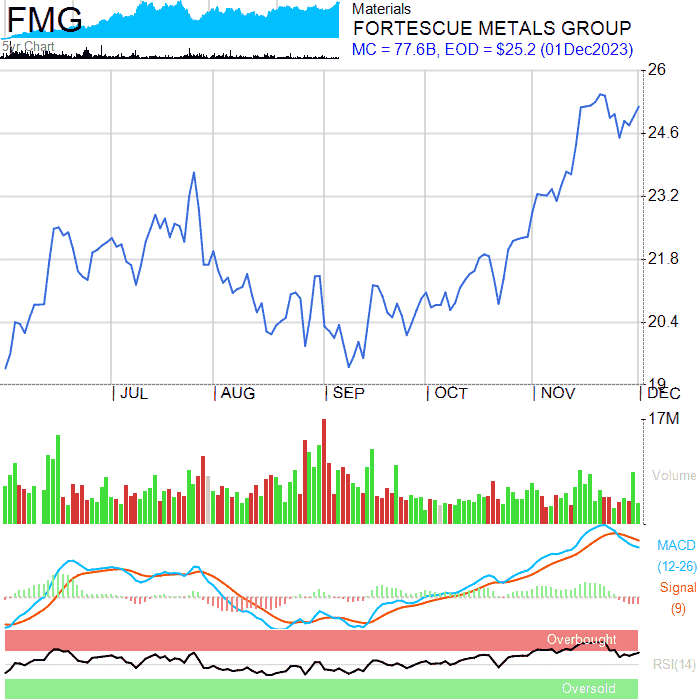 FMG
5yr Chart
Materials
FORTESCUE METALS GROUP
MC = 77.6B, EOD = $25.2 (01Dec2023)
26
24.6
23.2
21.8
20.4
19
JUL
AUG
SEP
OCT
NOV
DEC
17M
Volume
MACD
(12-26)
Signal
(9)
Overbought
RSI(14)
Oversold